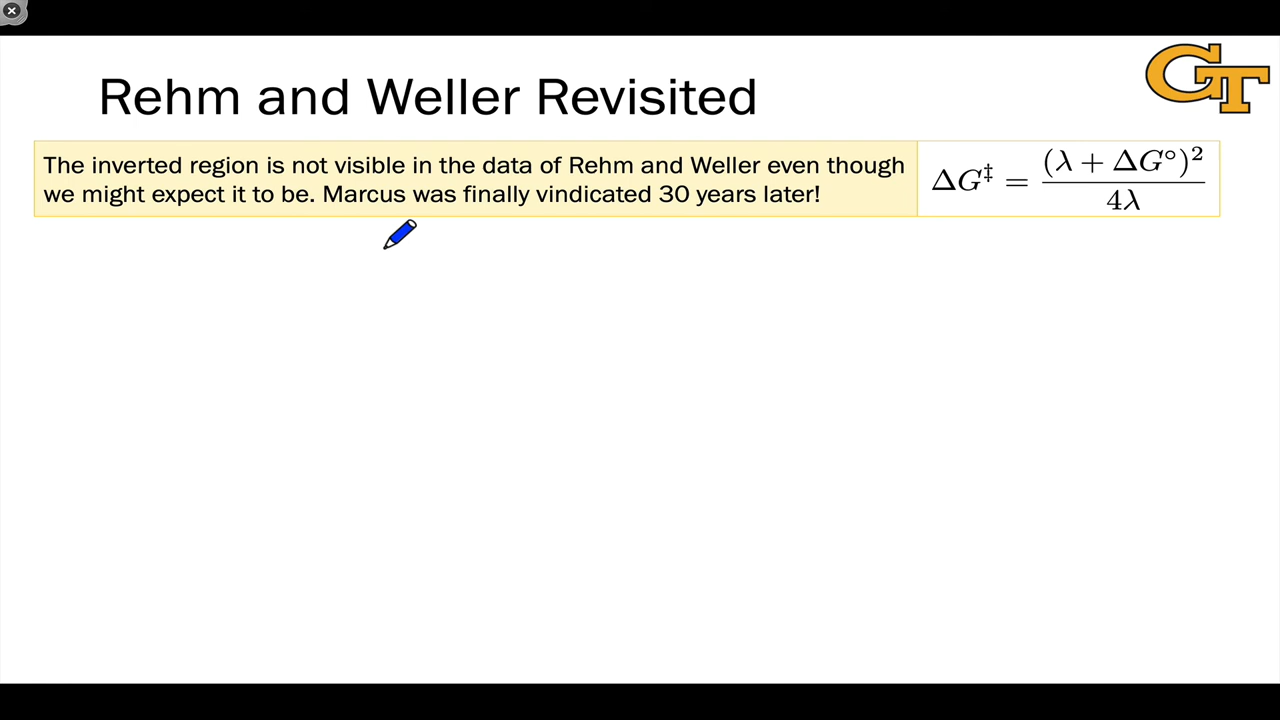 GT
Rehm and Weller Revisited
The inverted region is not visible in the data of Rehm and Weller even though
we might expect it to be. Marcus was finally vindicated 30 years later!
ΔG‡ = (λ + ΔG°)² / 4λ